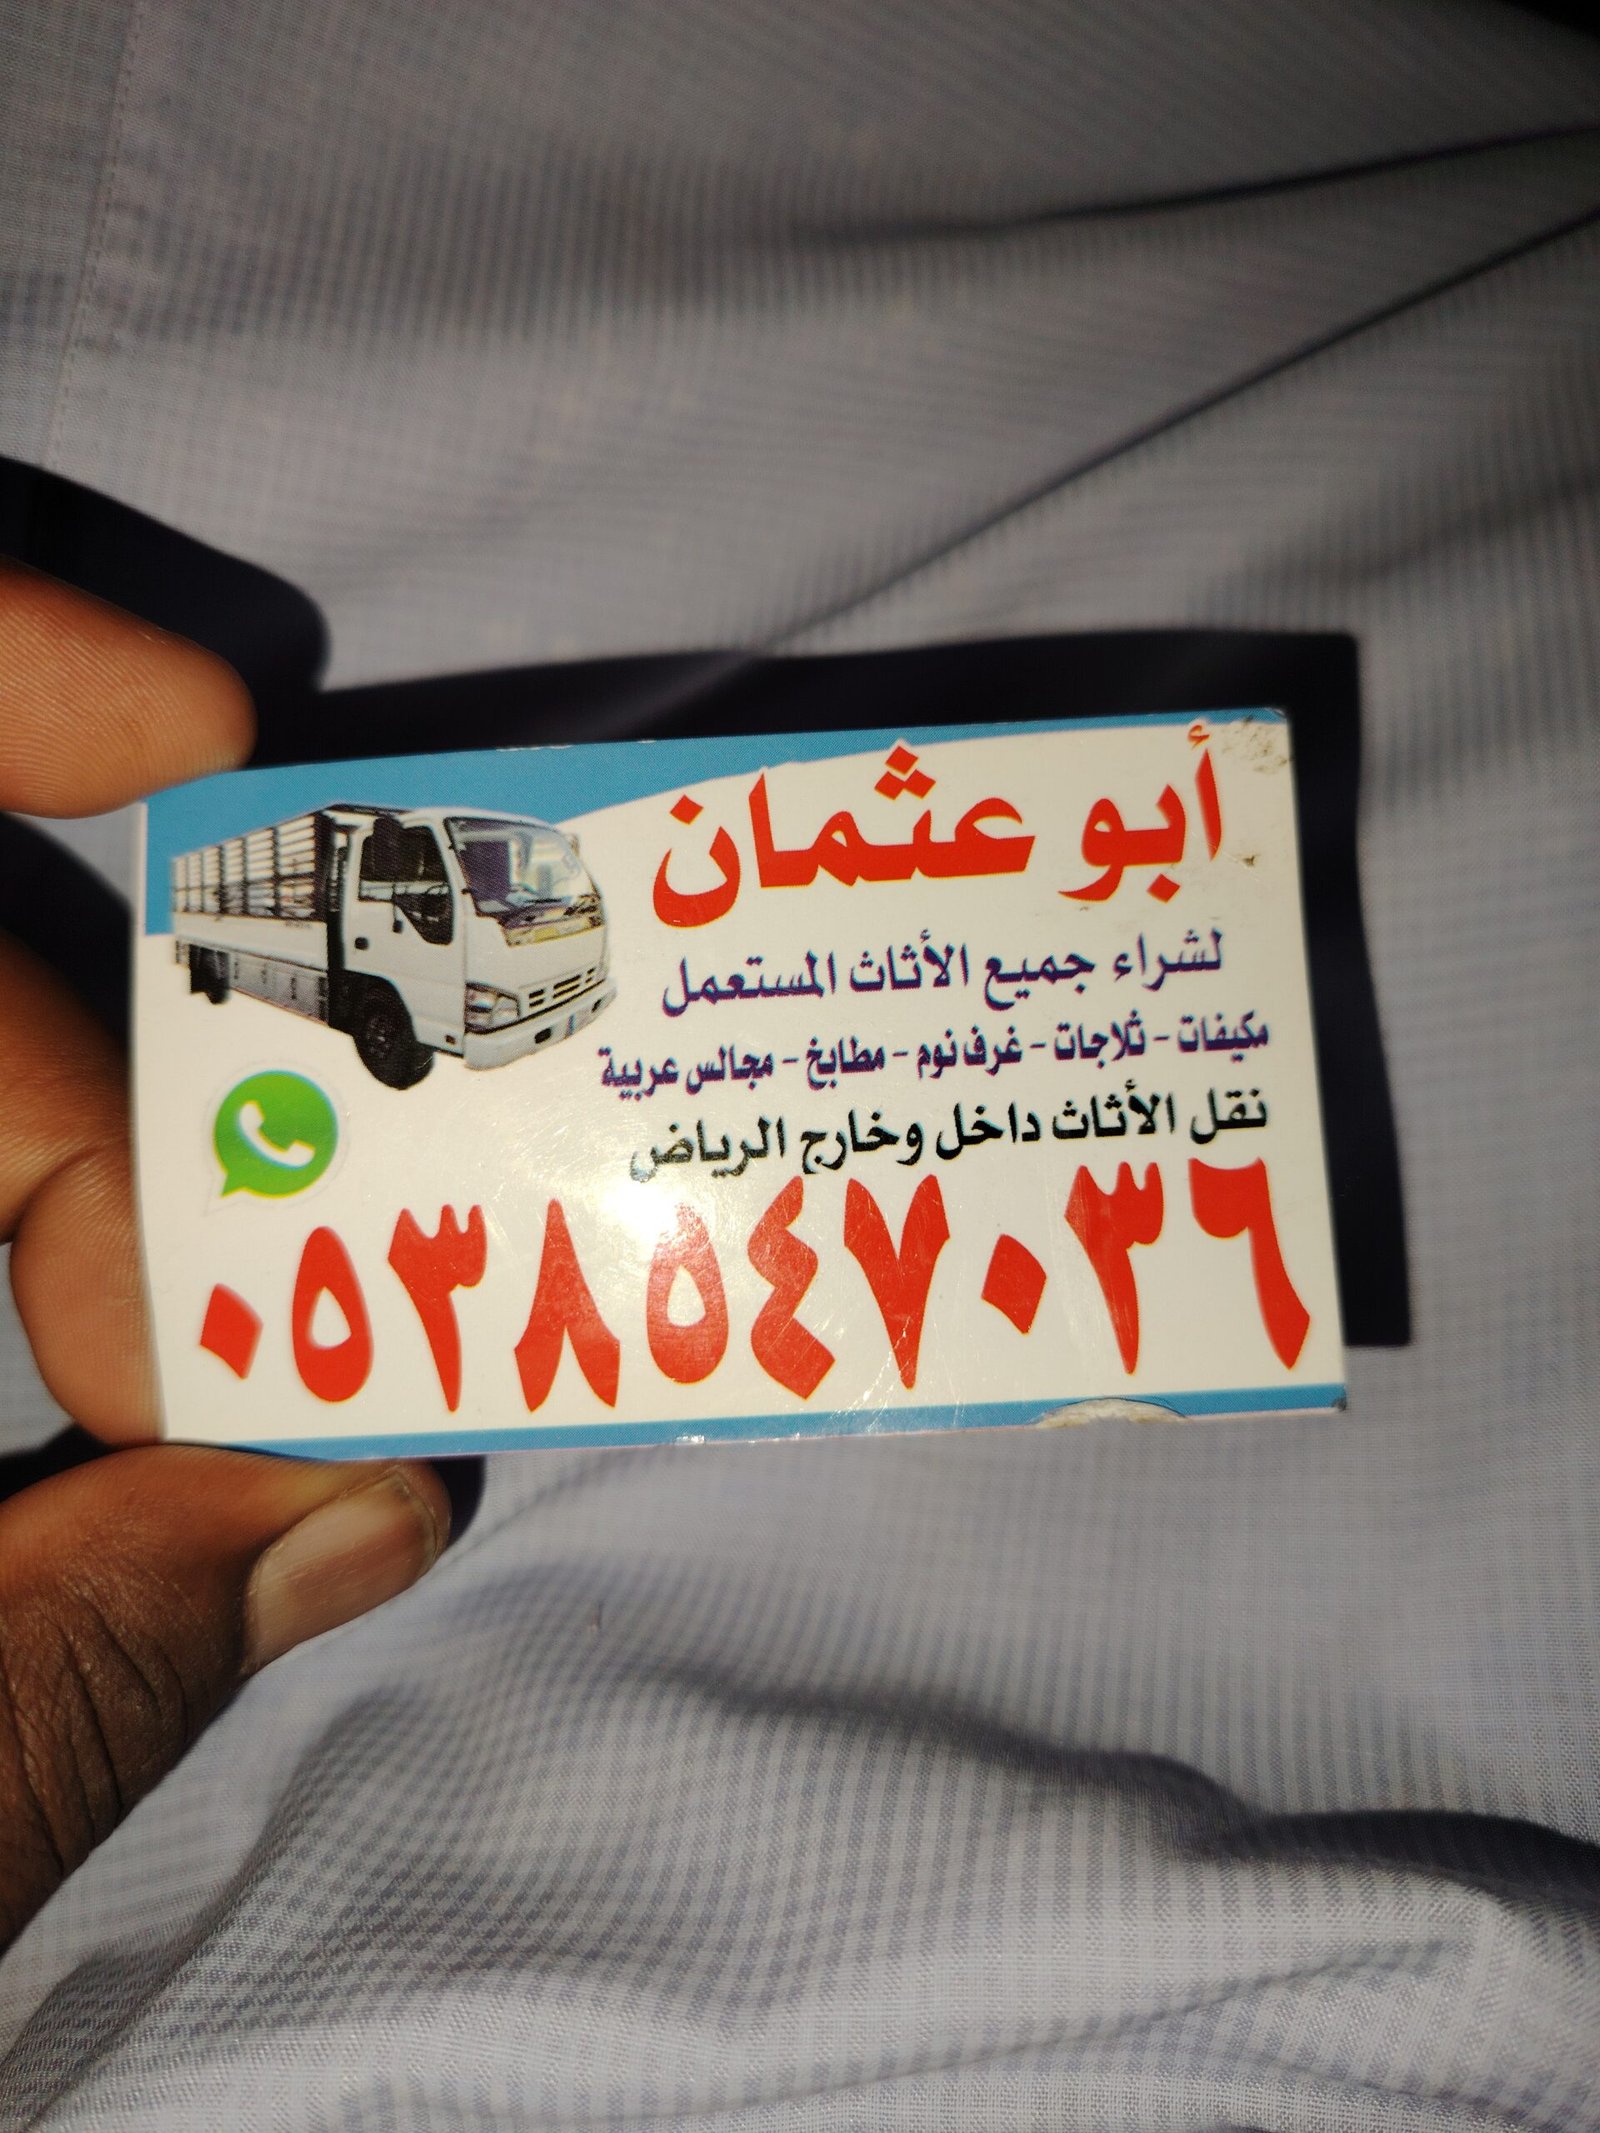 أبو عثمان
لشراء جميع الأثاث المستعمل
مكيفات - ثلاجات - غرف نوم - مطابخ - مجالس عربية
نقل الأثاث داخل وخارج الرياض
٠٥٣٨٥٤٧٠٣٦